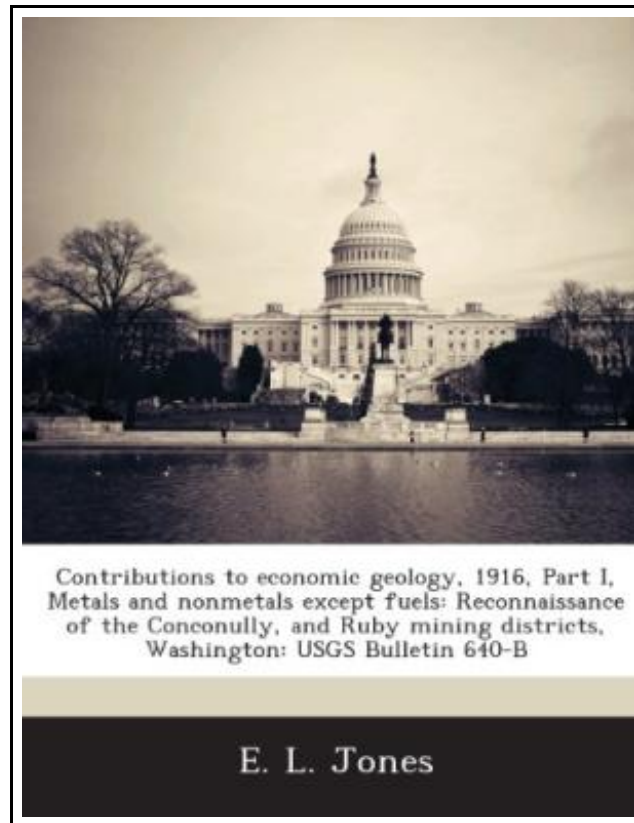 Contributions to economic geology, 1916, Part I,
Metals and nonmetals except fuels: Reconnaissance
of the Conconully, and Ruby mining districts,
Washington: USGS Bulletin 640-B
E. L. Jones